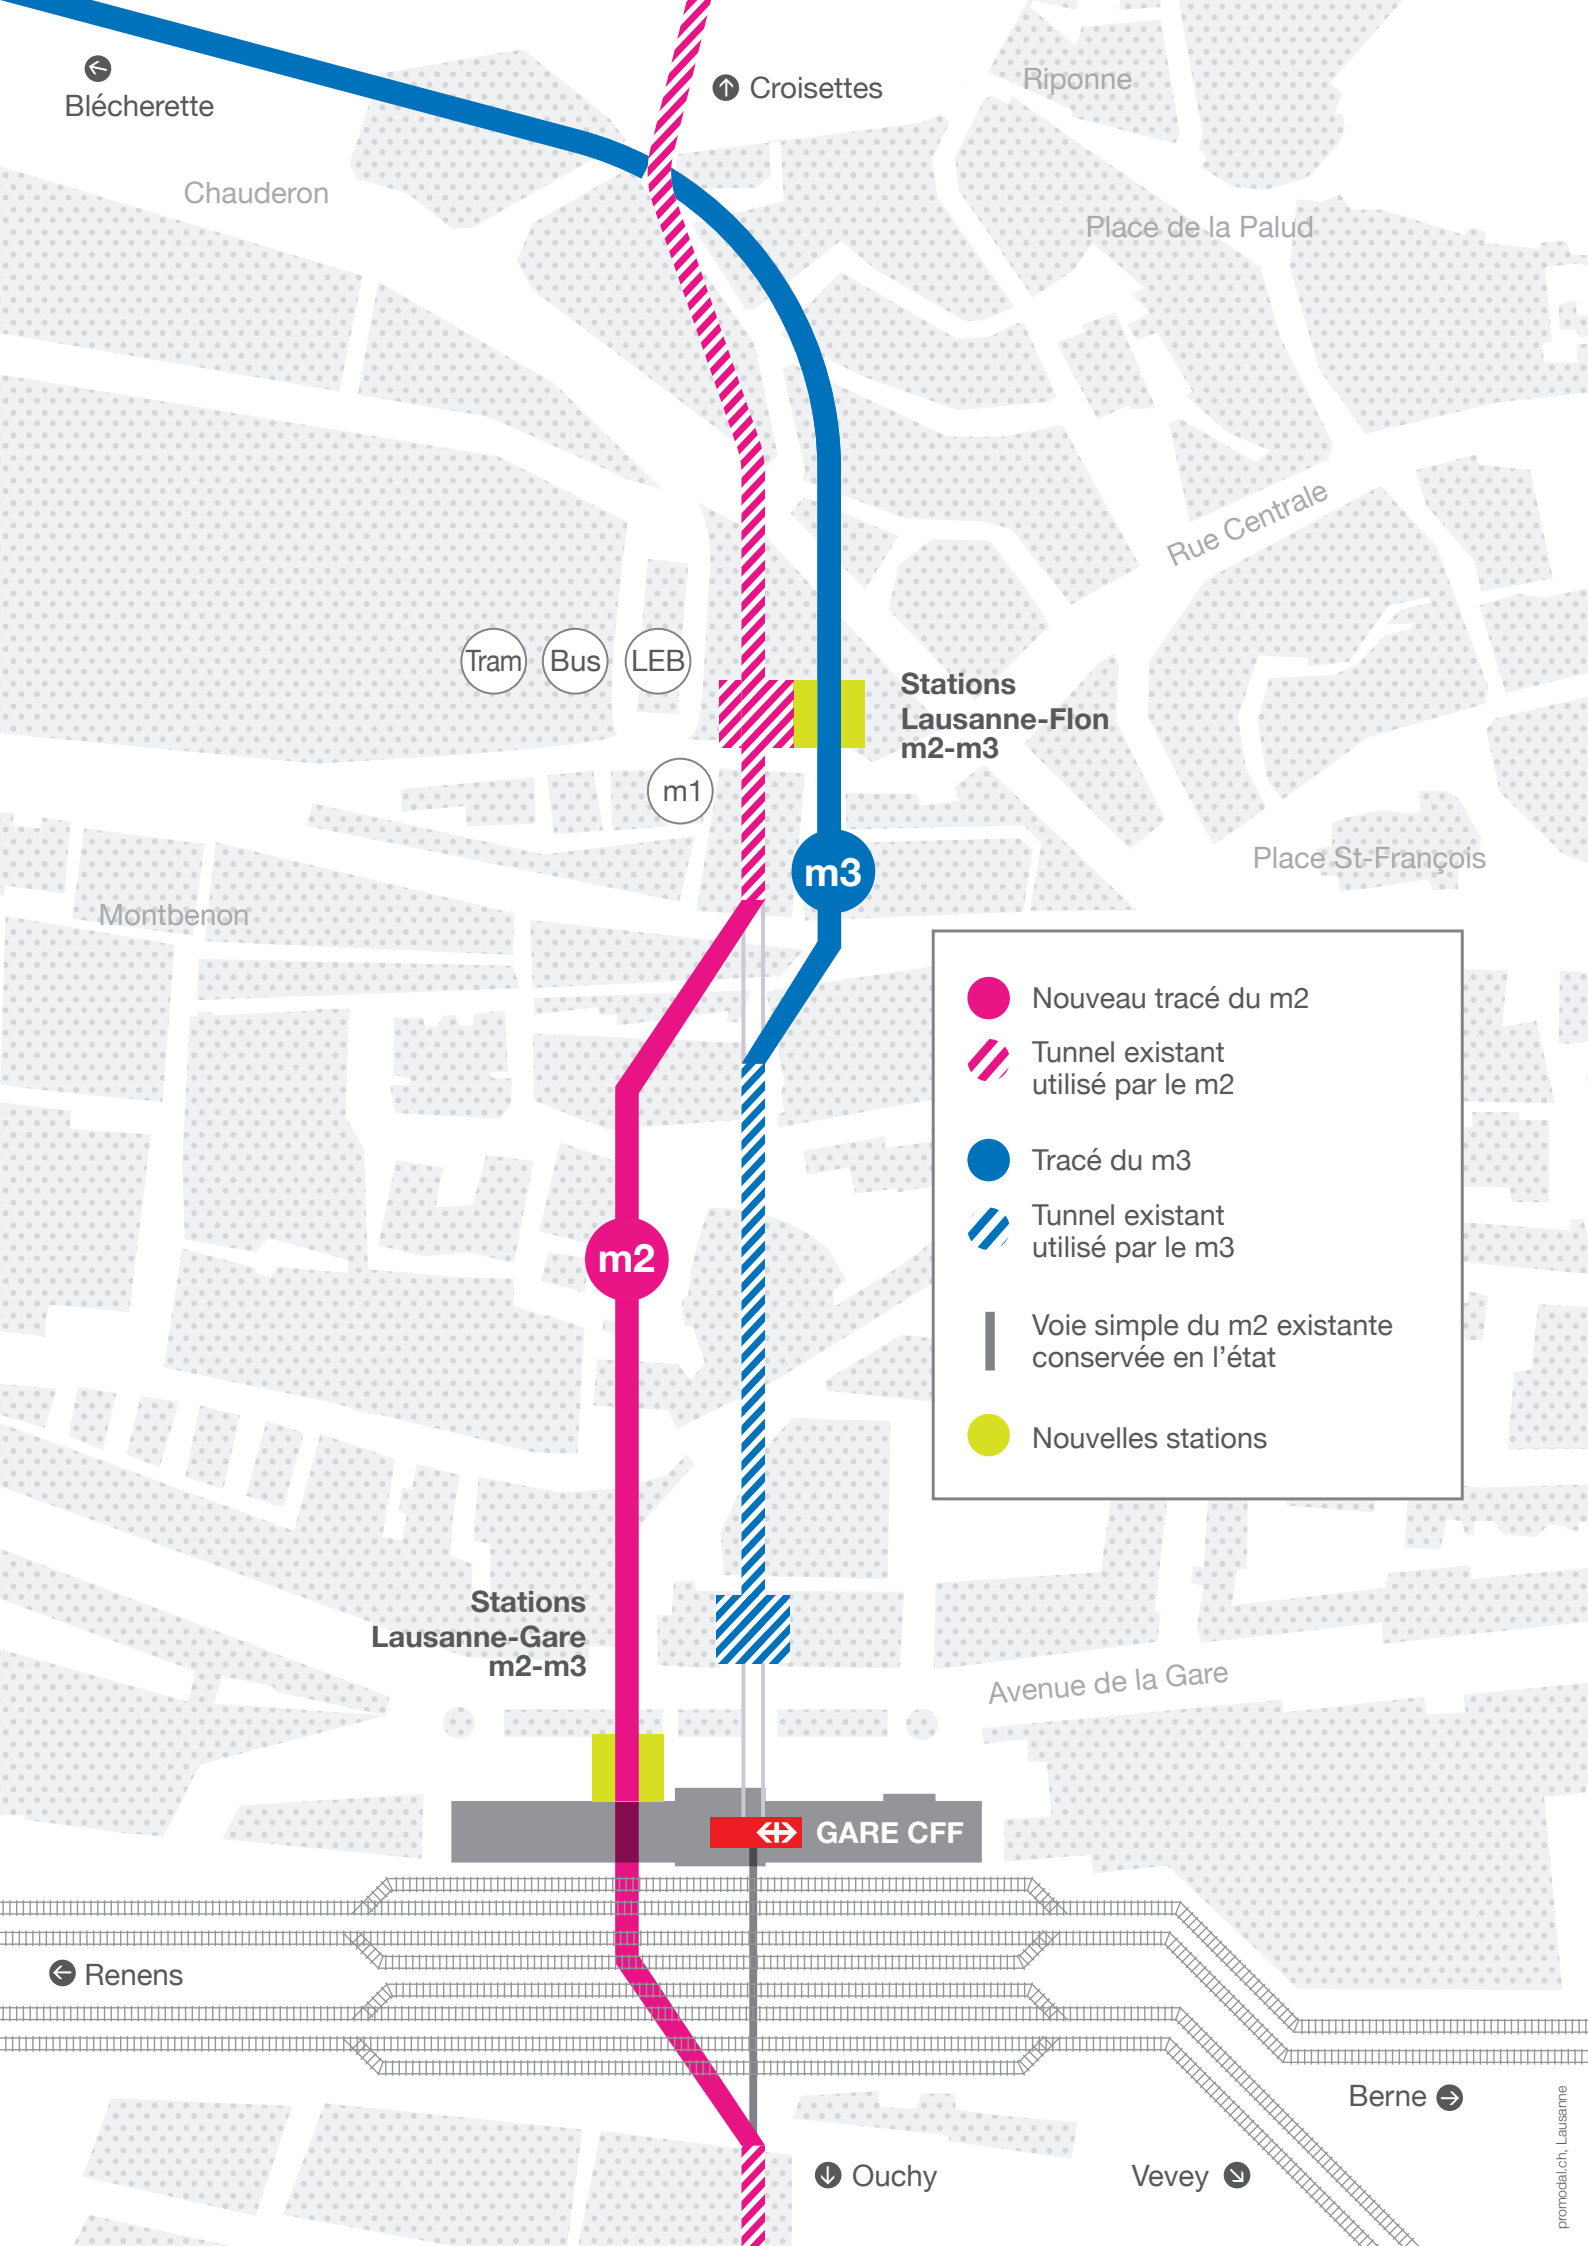 Blécherette
Croisettes
Riponne
Chauderon
Place de la Palud
Rue Centrale
Tram
Bus
LEB
Stations
Lausanne-Flon
m2-m3
m1
m3
Place St-François
Montbenon
Nouveau tracé du m2
Tunnel existant
utilisé par le m2
Tracé du m3
Tunnel existant
utilisé par le m3
Voie simple du m2 existante
conservée en l'état
Nouvelles stations
m2
Stations
Lausanne-Gare
m2-m3
Avenue de la Gare
GARE CFF
Renens
Berne
Ouchy
Vevey
promodal.ch, Lausanne